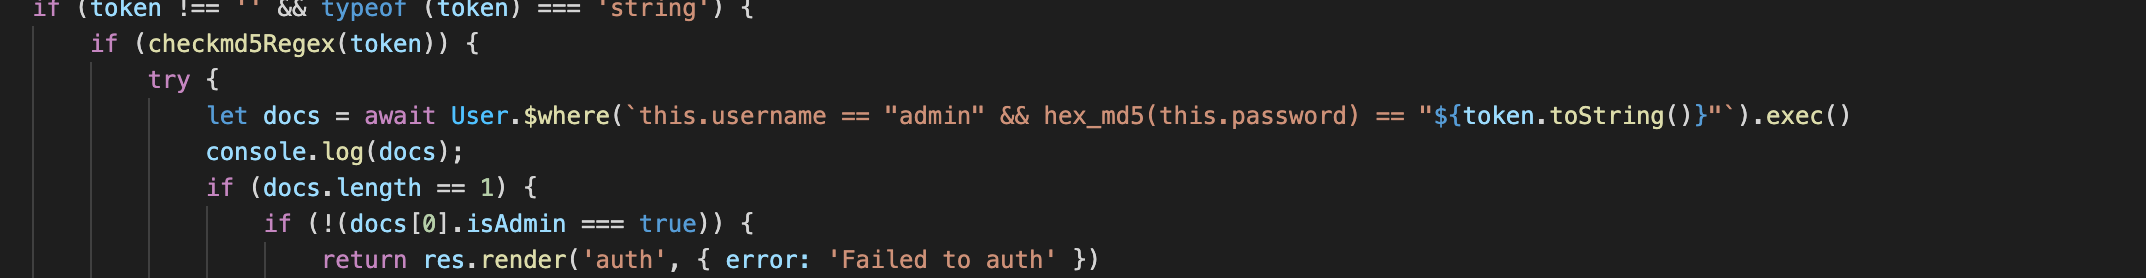 if (token !== '' && typeof (token) === 'string') {
if (checkmd5Regex(token)) {
try {
let docs = await User.$where(`this.username == "admin" && hex_md5(this.password) == "${token.toString()}"`).exec()
console.log(docs);
if (docs.length == 1) {
if (!(docs[0].isAdmin === true)) {
return res.render('auth', { error: 'Failed to auth' })